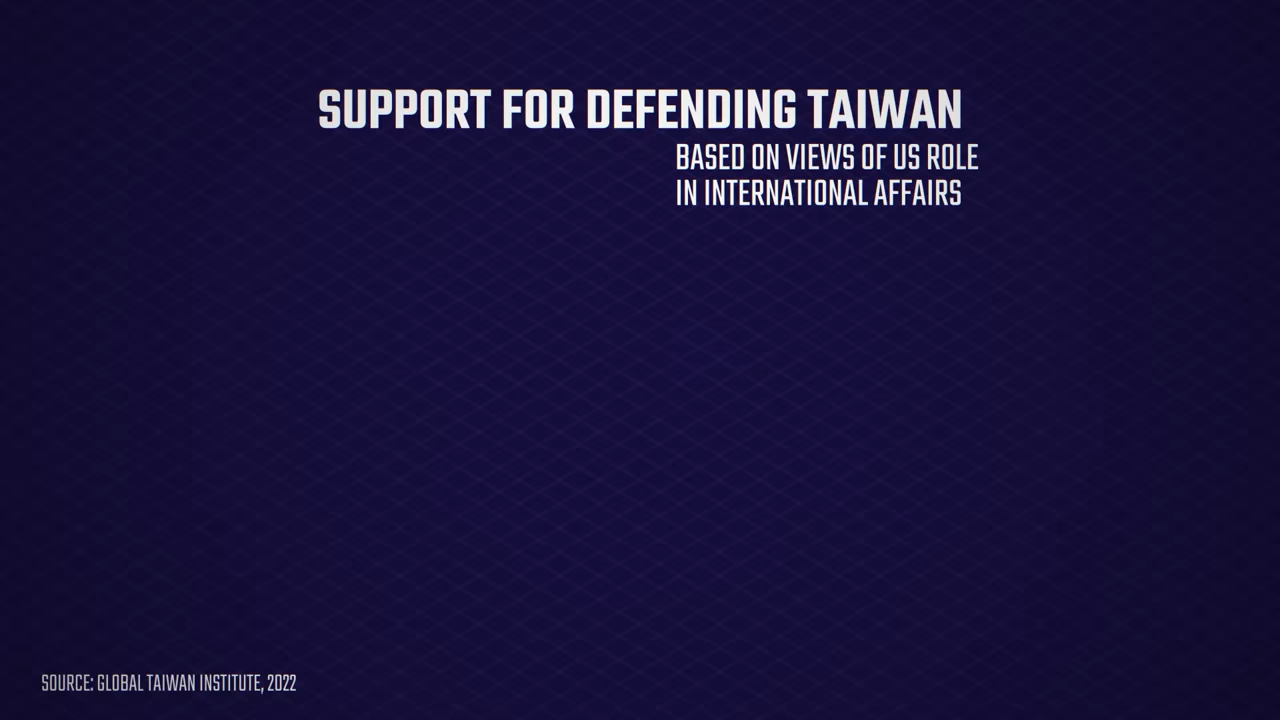 SUPPORT FOR DEFENDING TAIWAN
BASED ON VIEWS OF US ROLE
IN INTERNATIONAL AFFAIRS
SOURCE: GLOBAL TAIWAN INSTITUTE, 2022